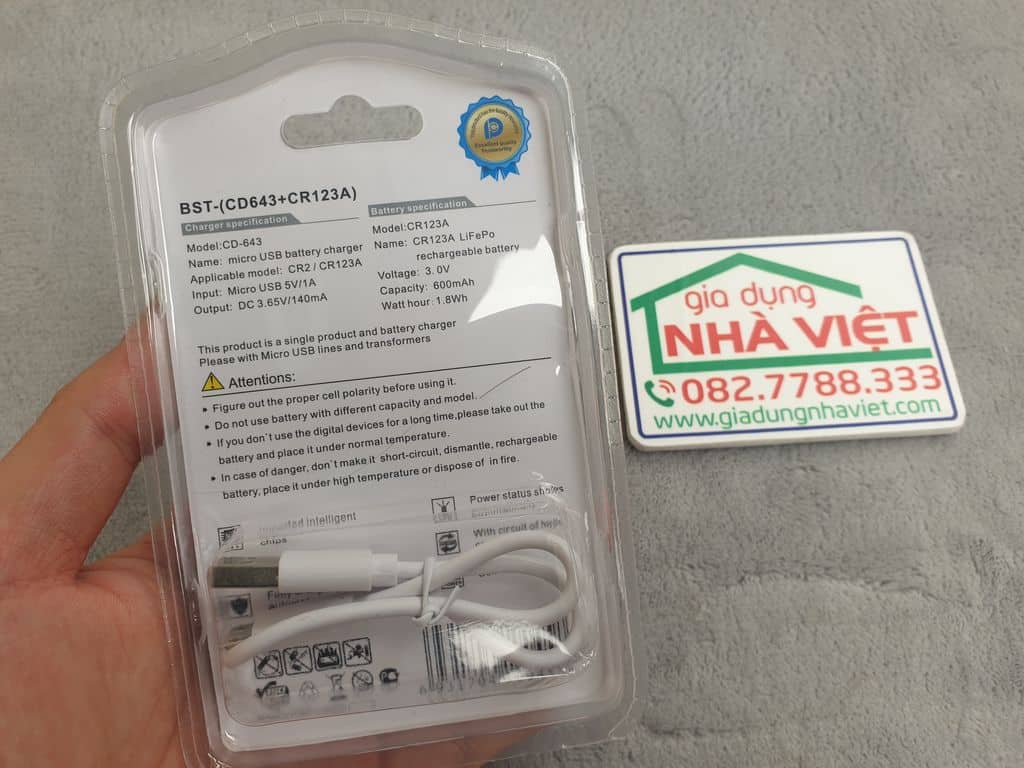 Excellent Quality
Trustworthy
BST-(CD643+CR123A)
Charger specification
Model:CD-643
Name: micro USB battery charger
Applicable model: CR2/CR123A
Input: Micro USB 5V/1A
Output: DC 3.65V/140mA
Battery specification
Model:CR123A
Name: CR123A LiFePo
rechargeable battery
Voltage: 3.0V
Capacity: 600mAh
Watt hour: 1.8Wh
This product is a single product and battery charger
Please with Micro USB lines and transformers
Attentions:
Figure out the proper cell polarity before using it.
Do not use battery with different capacity and model.
If you don't use the digital devices for a long time,please take out the
battery and place it under normal temperature.
In case of danger, don't make it short-circuit, dismantle, rechargeable
battery, place it under high temperature or dispose of in fire.
intelligent
chips
Power status shows
With circuit of
gia dụng
NHÀ VIỆT
082.7788.333
www.giadungnhaviet.com